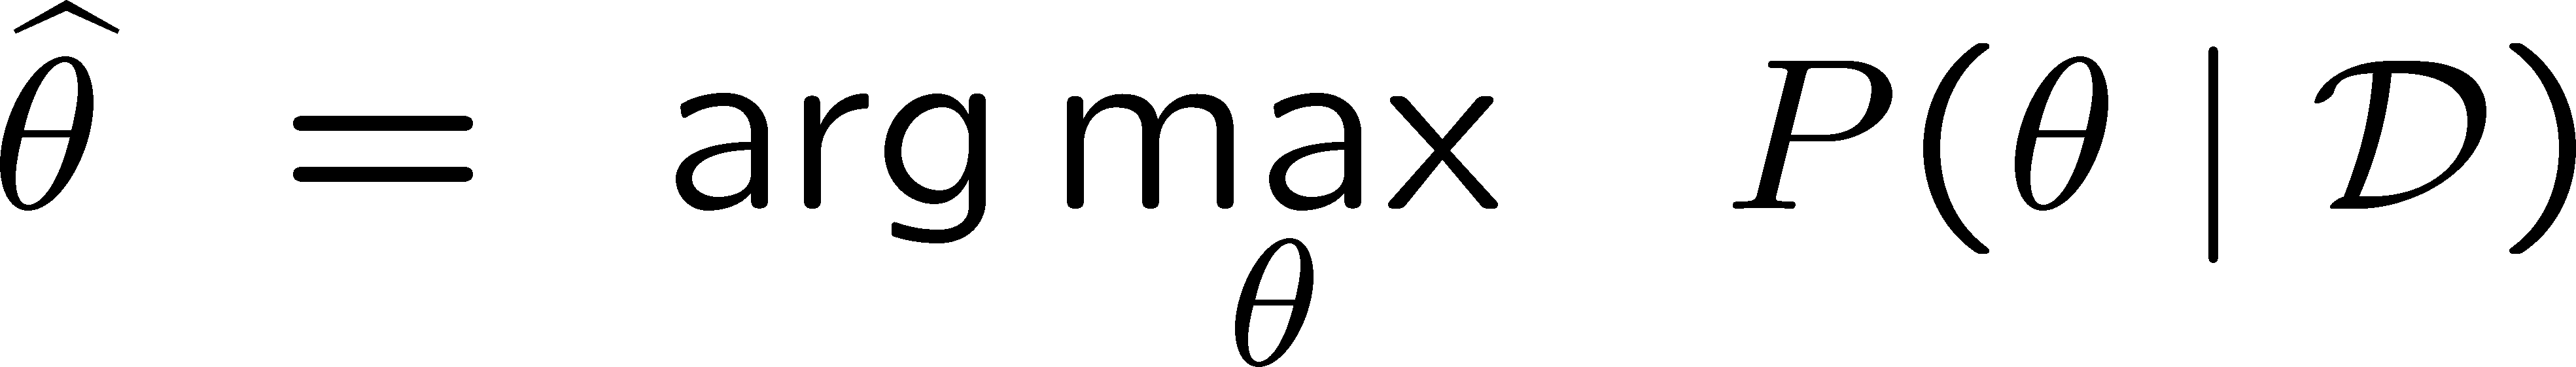 θ̂ = arg max P(θ | 𝒟)
θ